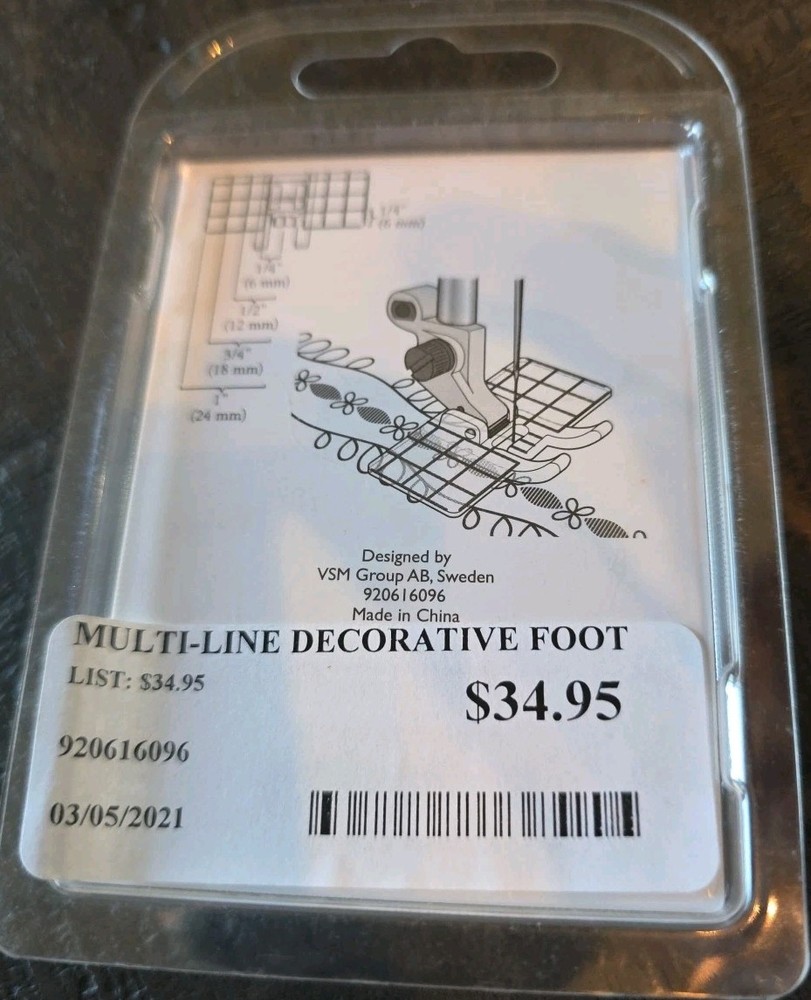 1/4"
(6 mm)
1/4"
(6 mm)
1/2"
(12 mm)
3/4"
(18 mm)
1"
(24 mm)
Designed by
VSM Group AB, Sweden
920616096
Made in China
MULTI-LINE DECORATIVE FOOT
LIST: $34.95
$34.95
920616096
03/05/2021